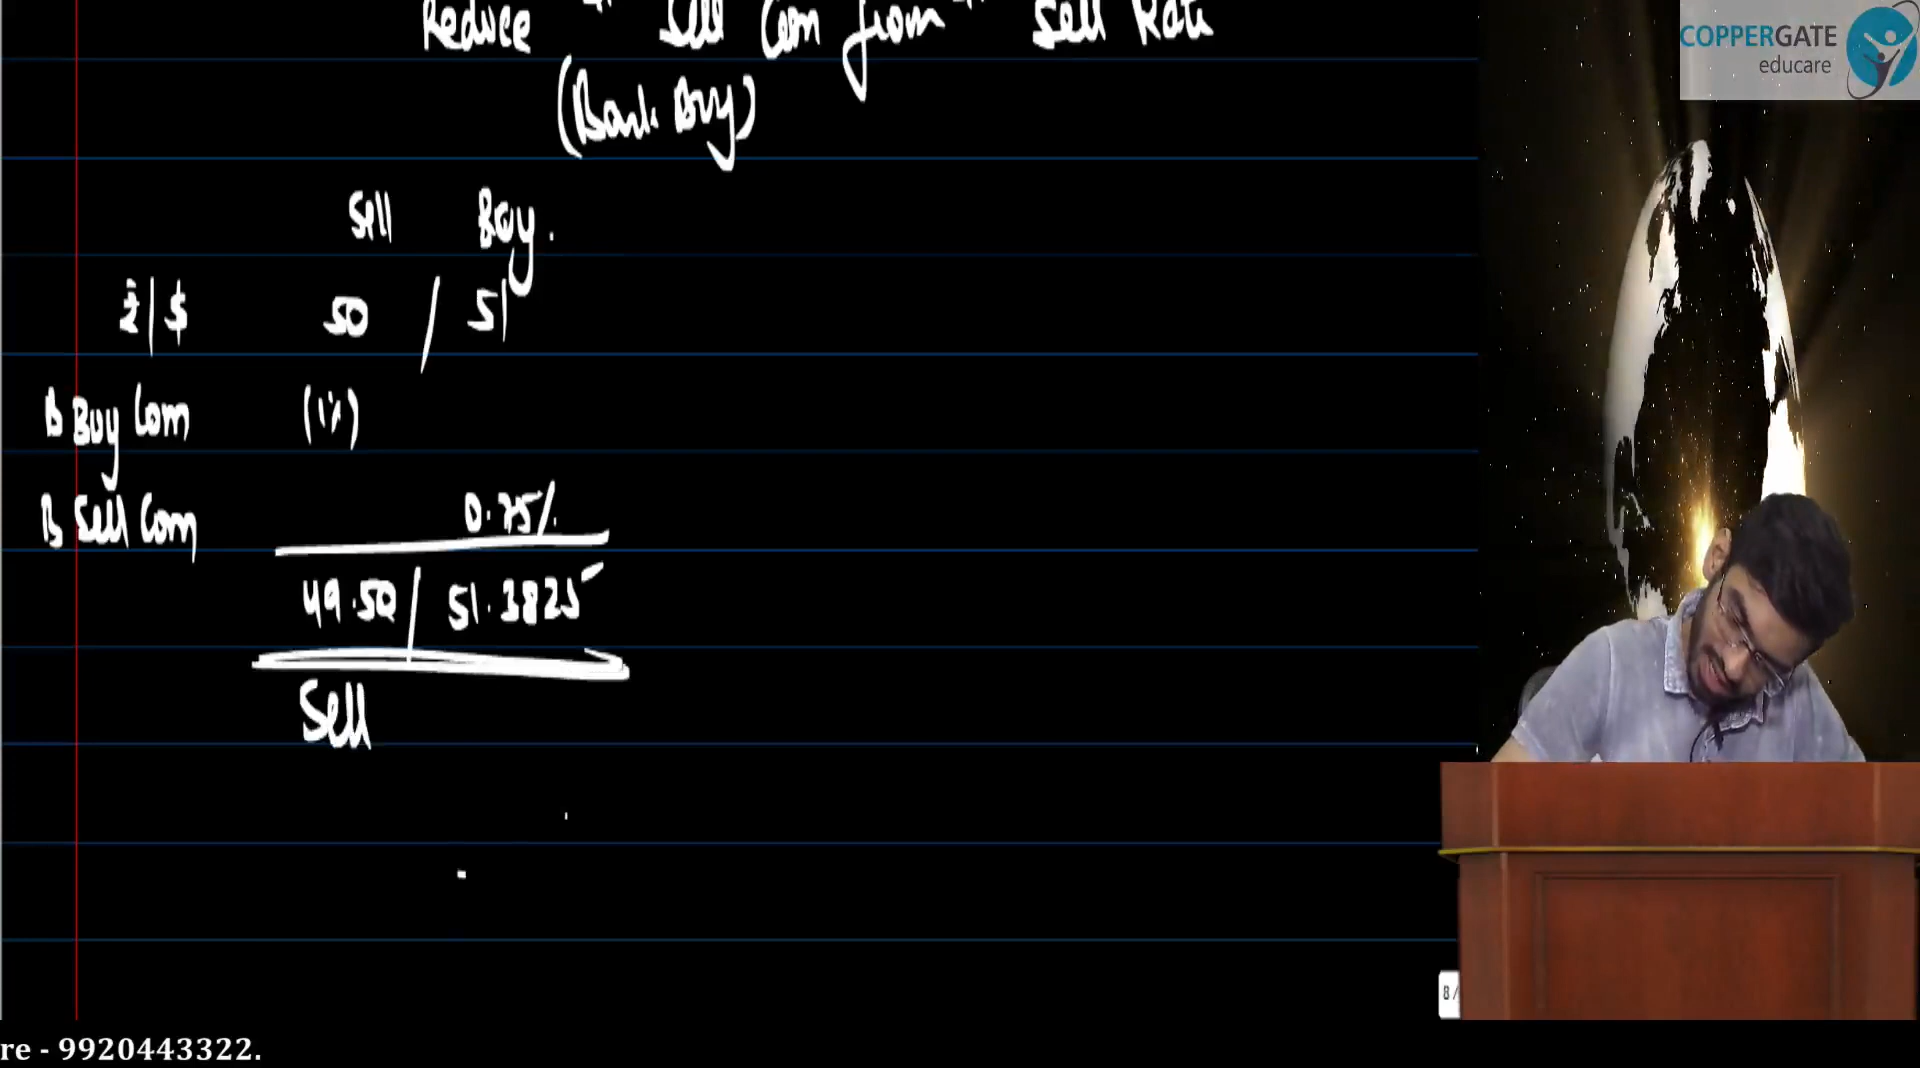 Reduce Sell Com from Sell Rate
(Bank Buy)
Sell Buy.
₹|$ 50 / 51
B Buy Com (1%)
B Sell Com 0.75%
49.50 / 51.3825
Sell
COPPERGATE
educare
8/
re - 9920443322.